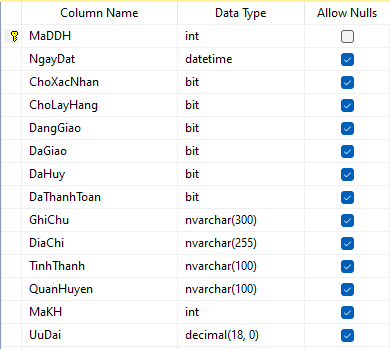 Column Name Data Type Allow Nulls
MaDDH int
NgayDat datetime
ChoXacNhan bit
ChoLayHang bit
DangGiao bit
DaGiao bit
DaHuy bit
DaThanhToan bit
GhiChu nvarchar(300)
DiaChi nvarchar(255)
TinhThanh nvarchar(100)
QuanHuyen nvarchar(100)
MaKH int
UuDai decimal(18, 0)